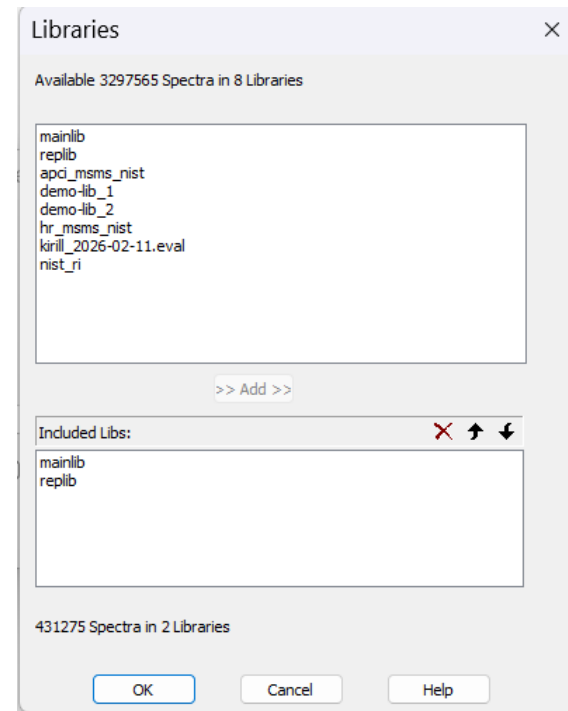 Libraries
Available 3297565 Spectra in 8 Libraries
mainlib
replib
apci_msms_nist
demo-lib_1
demo-lib_2
hr_msms_nist
kirill_2026-02-11.eval
nist_ri
>> Add >>
Included Libs:
mainlib
replib
431275 Spectra in 2 Libraries
OK Cancel Help